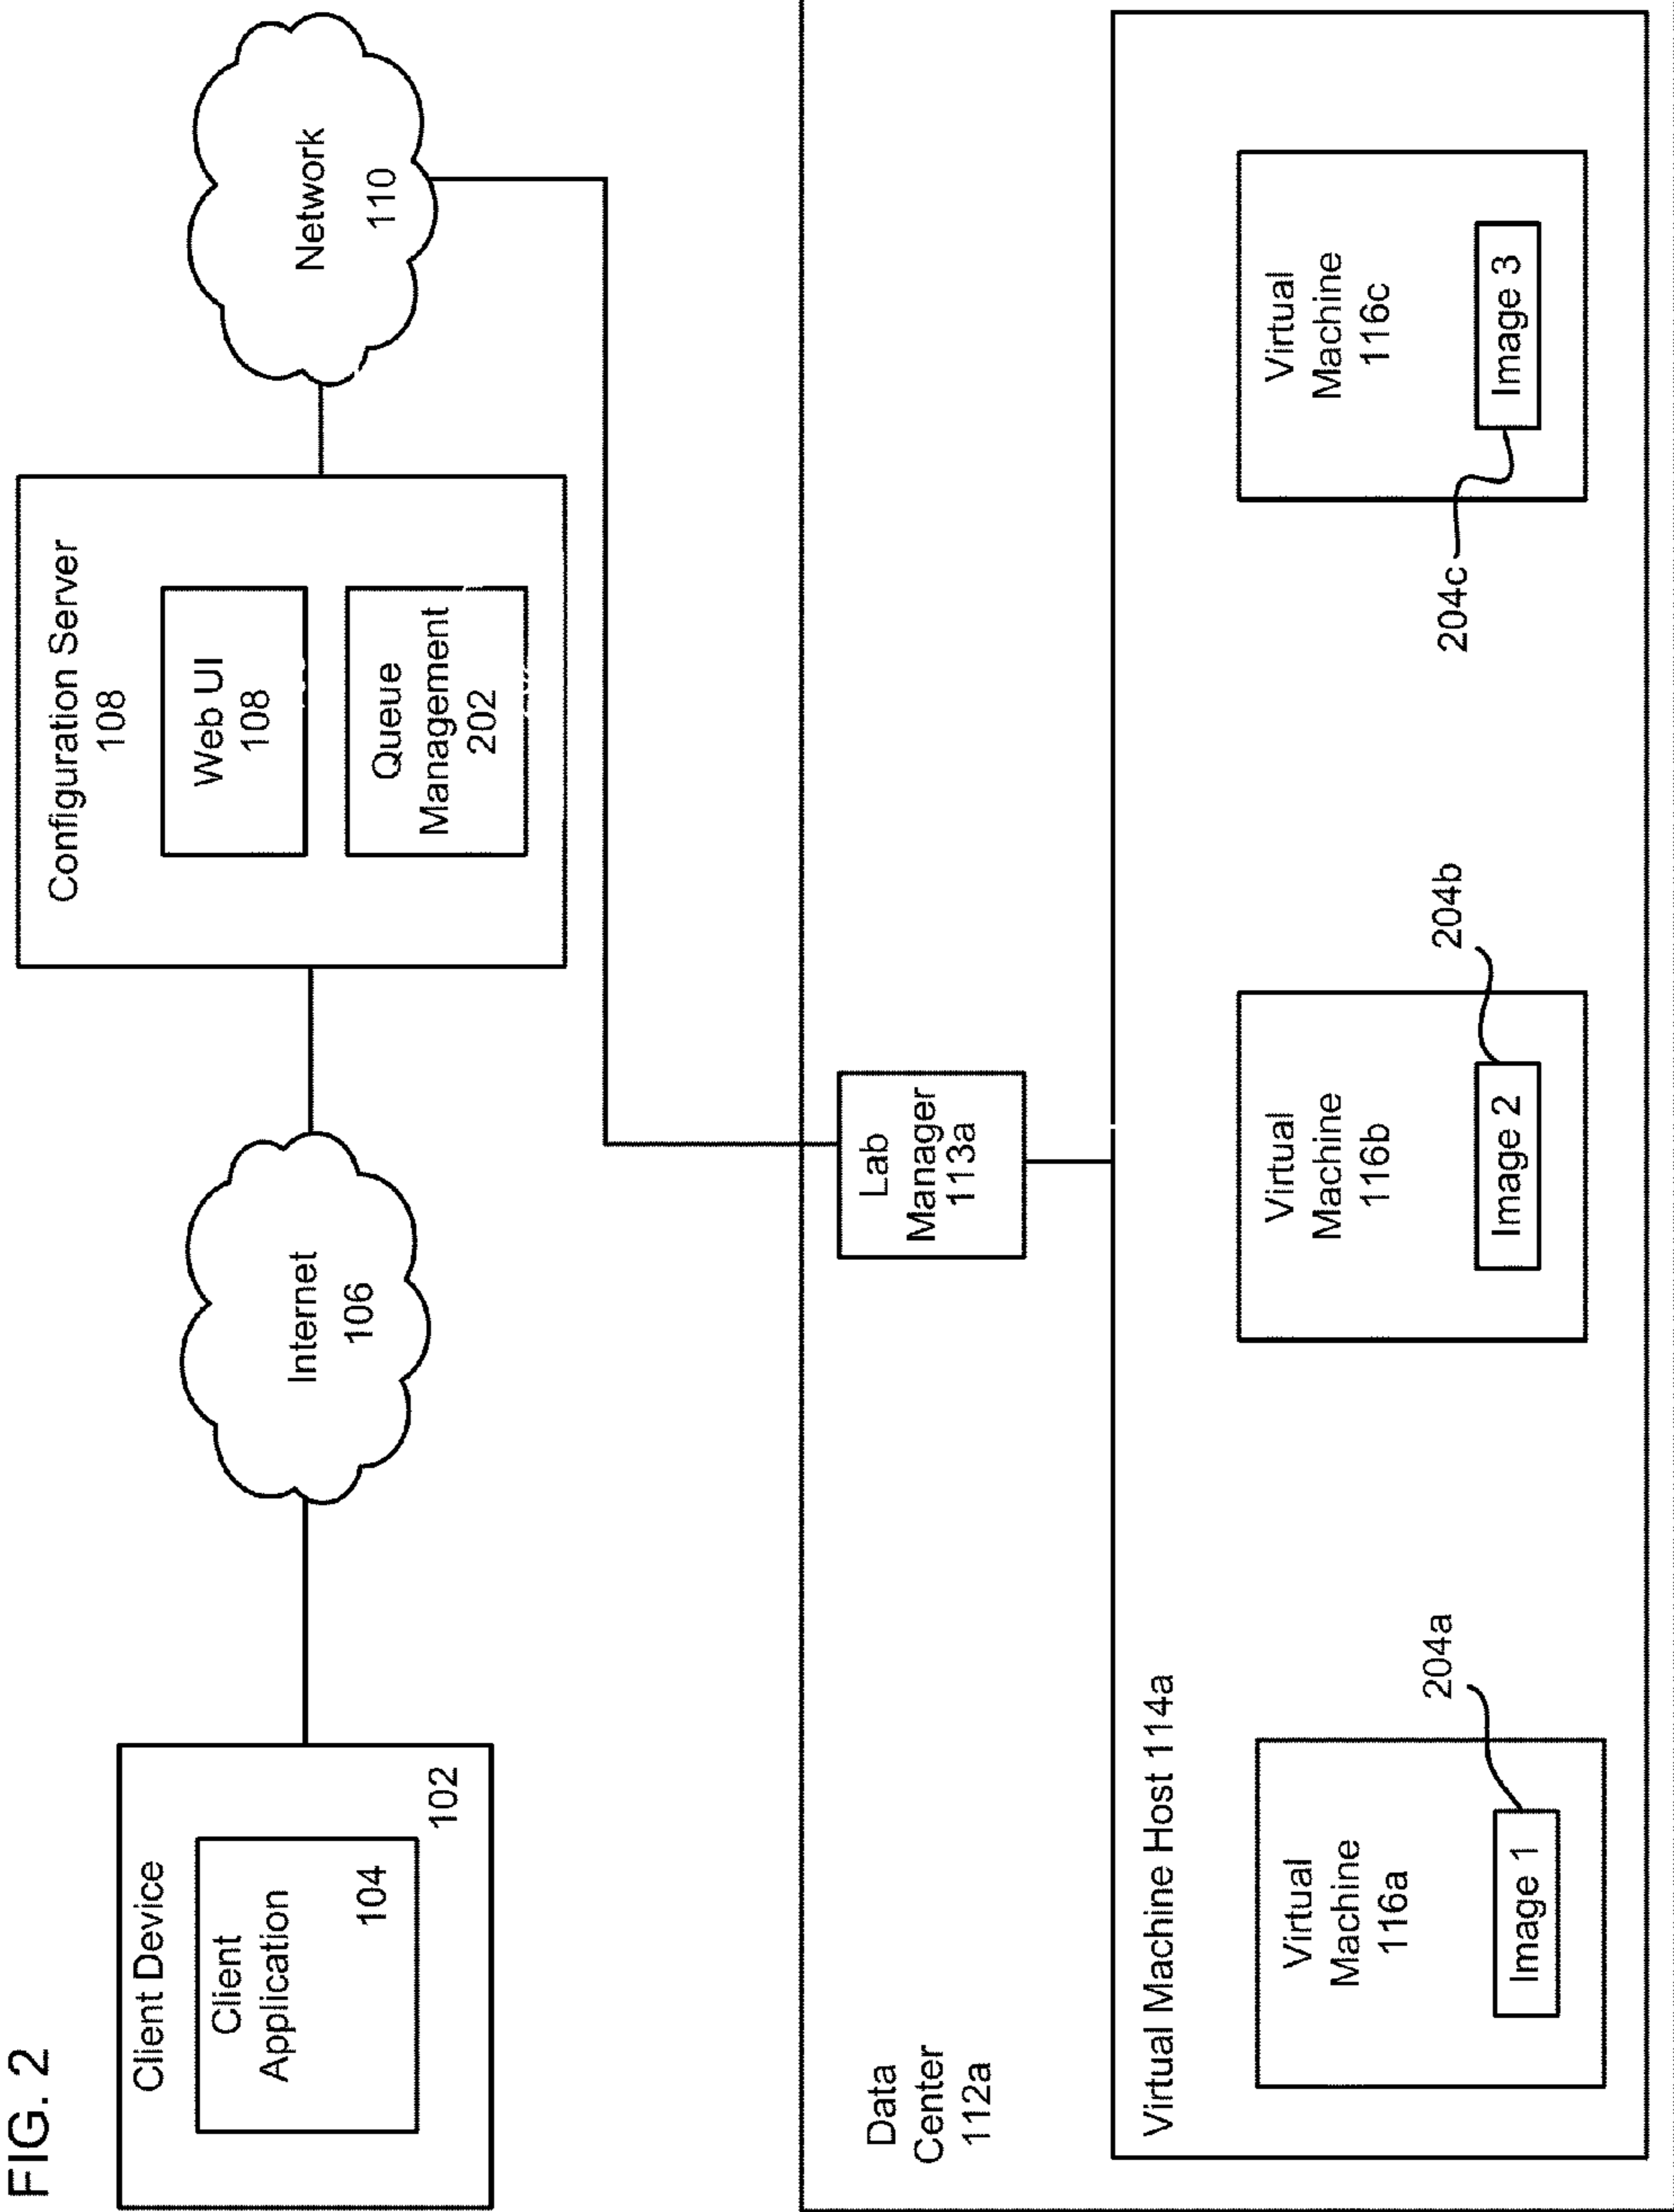 FIG. 2
Client Device
Client
Application
104
102
Internet
106
Configuration Server
108
Web UI
108
Queue
Management
202
Network
110
Data
Center
112a
Lab
Manager
113a
Virtual Machine Host 114a
Virtual
Machine
116a
Image 1
204a
Virtual
Machine
116b
Image 2
204b
Virtual
Machine
116c
Image 3
204c